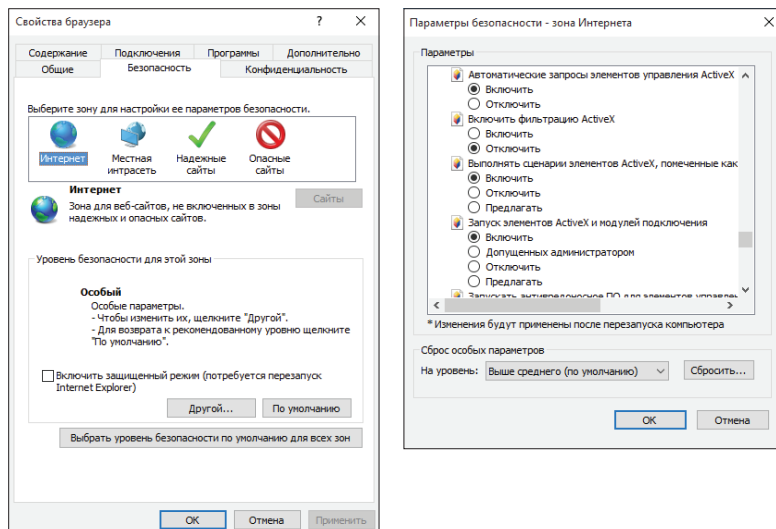 Свойства браузера
?
Содержание Подключения Программы Дополнительно
Общие Безопасность Конфиденциальность
Выберите зону для настройки ее параметров безопасности.
Интернет
Местная интрасеть
Надежные сайты
Опасные сайты
Интернет
Зона для веб-сайтов, не включенных в зоны
надежных и опасных сайтов.
Сайты
Уровень безопасности для этой зоны
Особый
Особые параметры.
- Чтобы изменить их, щелкните "Другой".
- Для возврата к рекомендованному уровню щелкните
"По умолчанию".
Включить защищенный режим (потребуется перезапуск
Internet Explorer)
Другой... По умолчанию
Выбрать уровень безопасности по умолчанию для всех зон
ОК Отмена Применить
Параметры безопасности - зона Интернета
Параметры
Автоматические запросы элементов управления ActiveX
Включить
Отключить
Включить фильтрацию ActiveX
Включить
Отключить
Выполнять сценарии элементов ActiveX, помеченные как
Включить
Отключить
Предлагать
Запуск элементов ActiveX и модулей подключения
Включить
Допущенных администратором
Отключить
Предлагать
Запускать антивредоносное ПО для элементов управлен
*Изменения будут применены после перезапуска компьютера
Сброс особых параметров
На уровень: Выше среднего (по умолчанию) Сбросить...
ОК Отмена